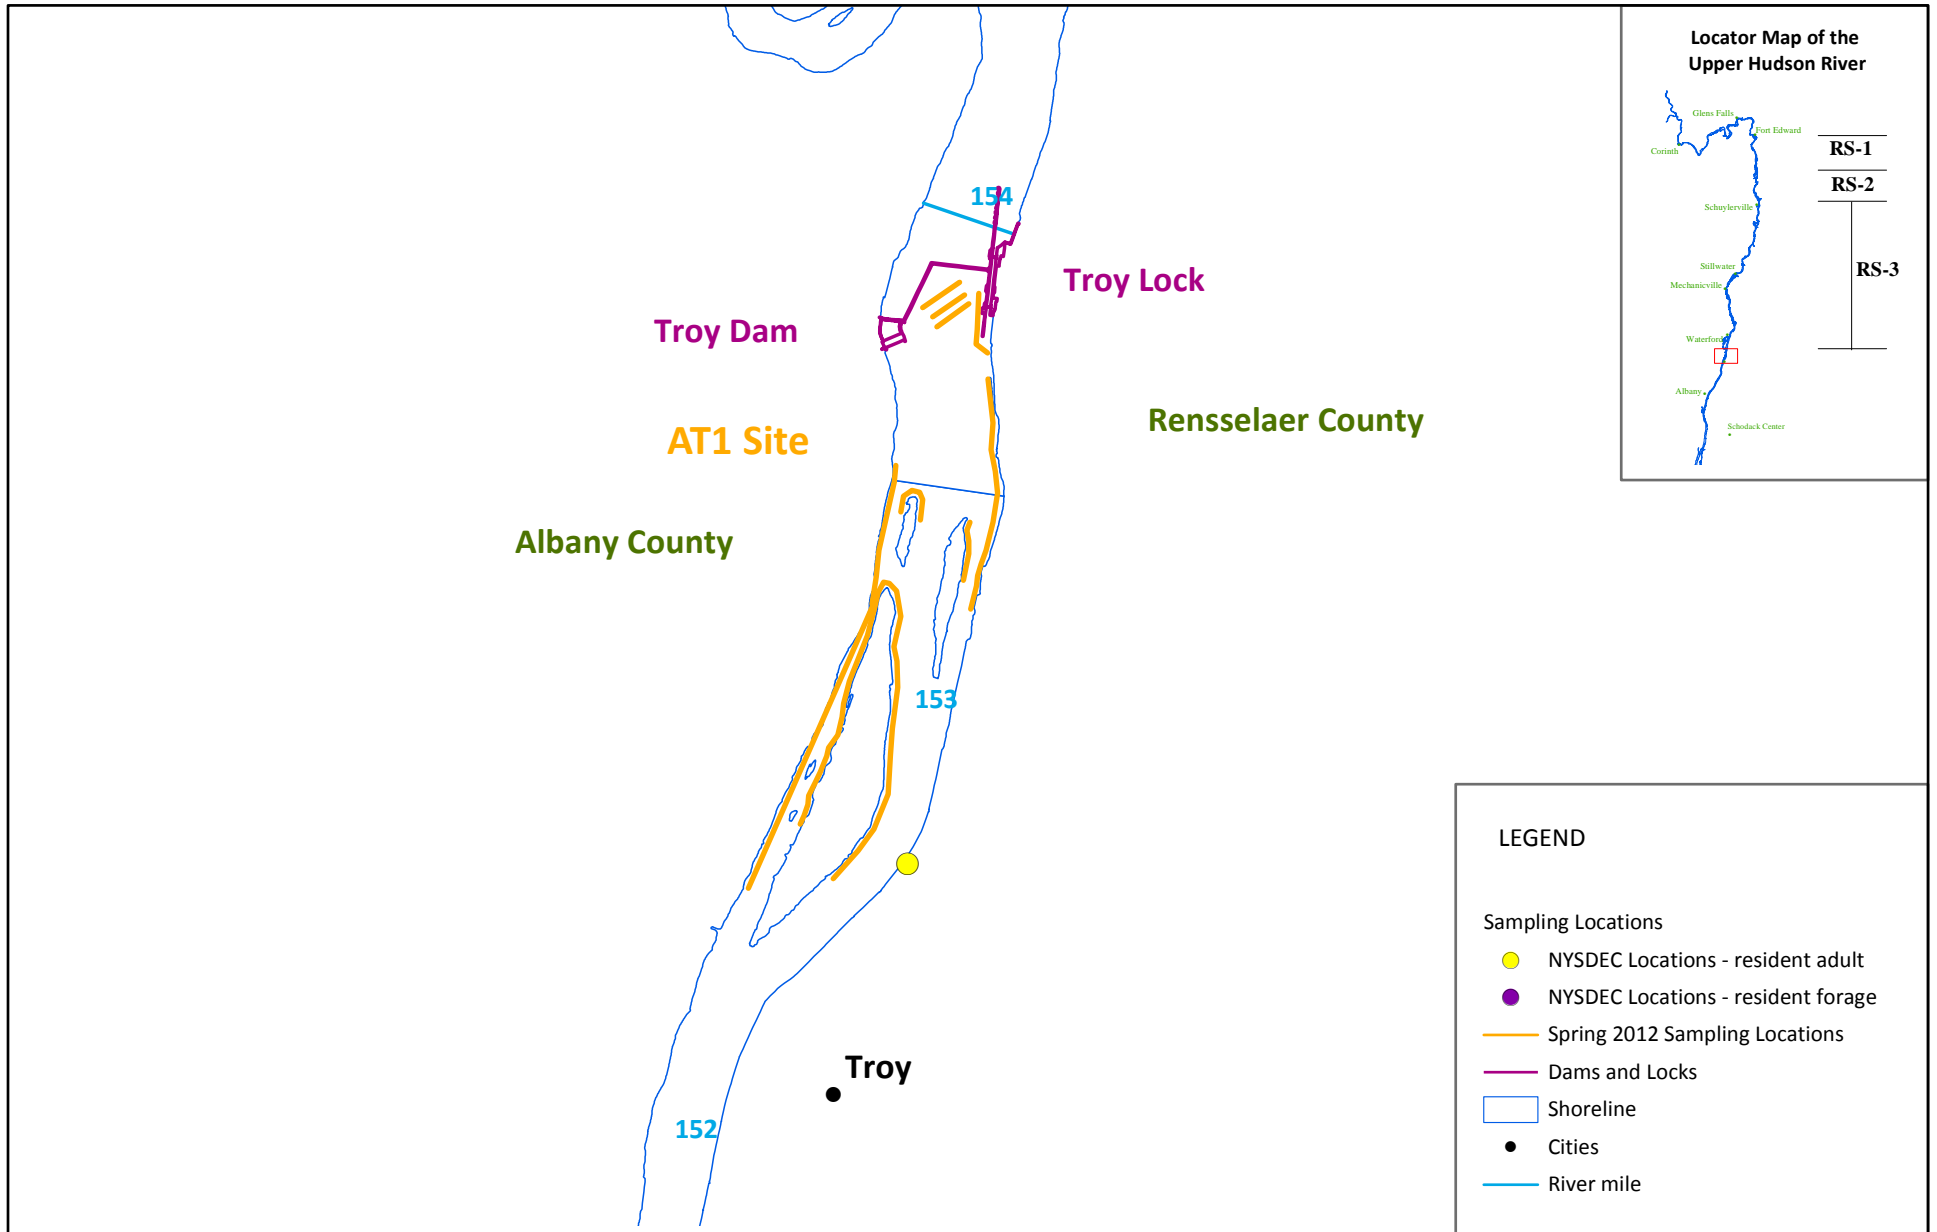 Locator Map of the
Upper Hudson River
Glens Falls
Fort Edward
Corinth
RS-1
RS-2
Schuylerville
Stillwater
RS-3
Mechanicville
Waterford
Albany
Schodack Center
154
Troy Lock
Troy Dam
Rensselaer County
AT1 Site
Albany County
153
Troy
152
LEGEND
Sampling Locations
NYSDEC Locations - resident adult
NYSDEC Locations - resident forage
Spring 2012 Sampling Locations
Dams and Locks
Shoreline
Cities
River mile